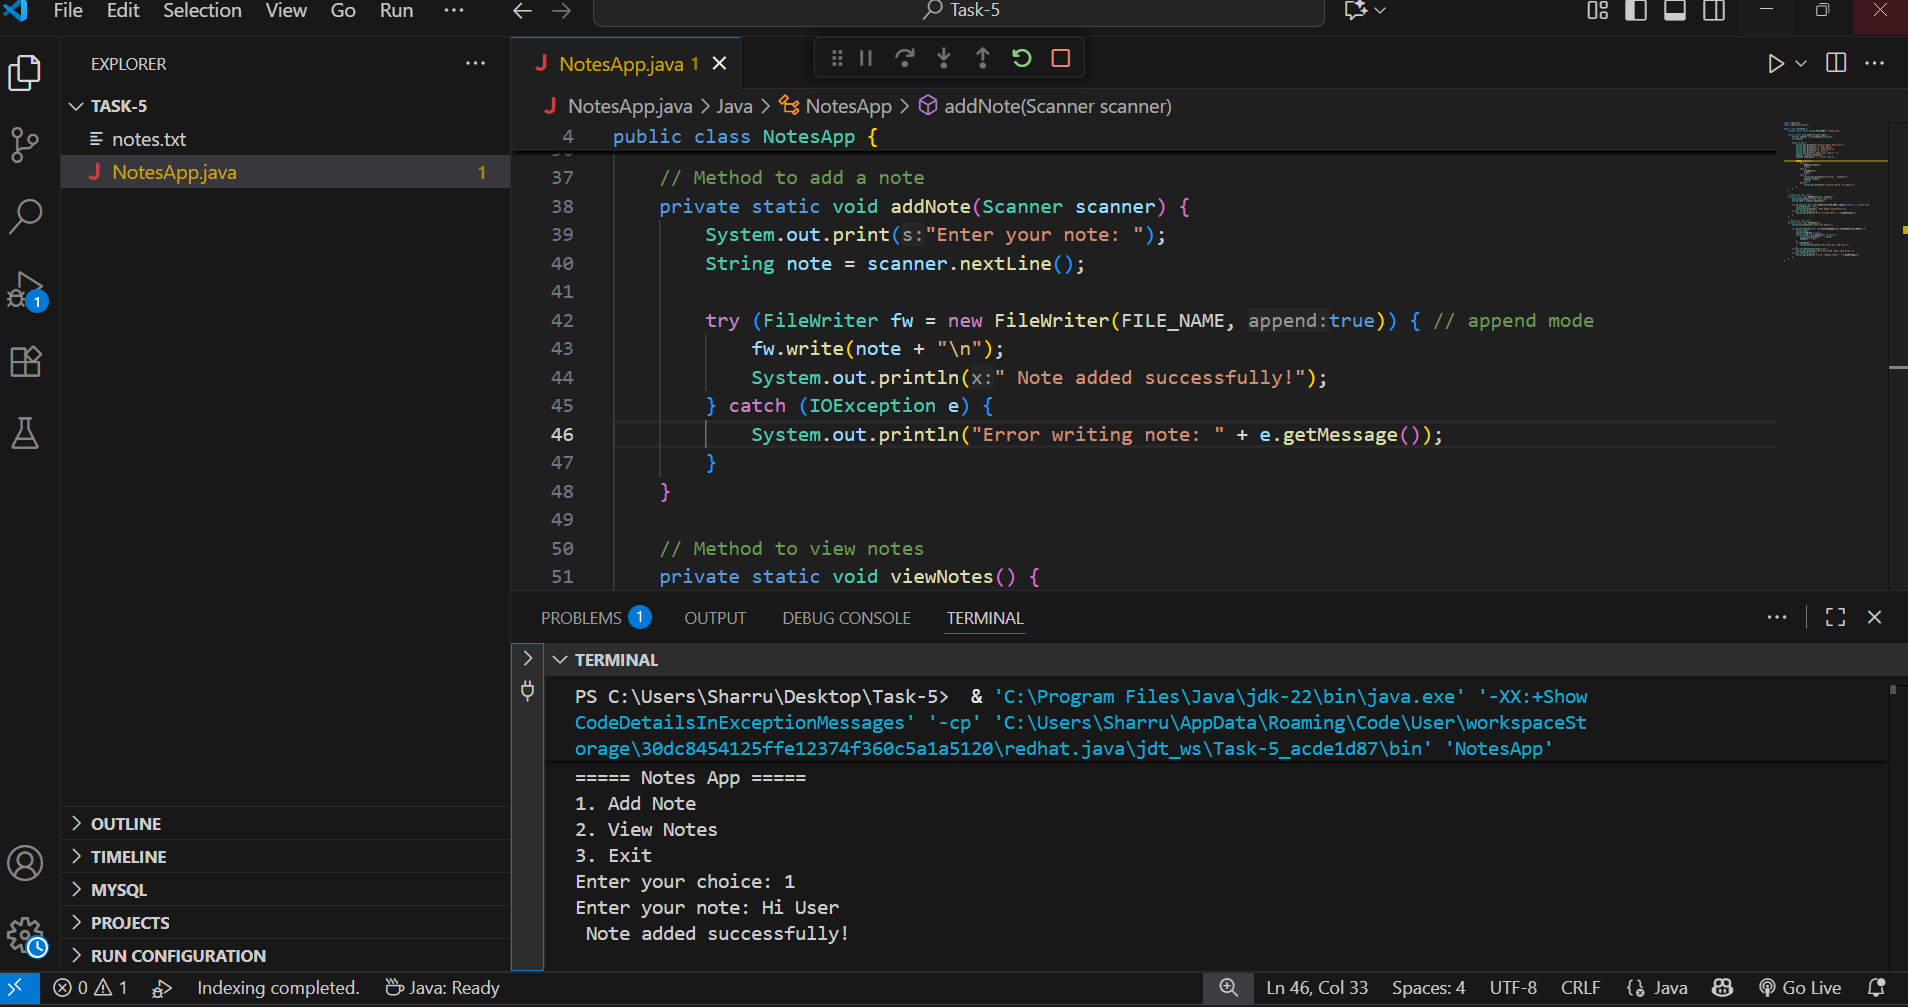 File Edit Selection View Go Run ··· Task-5
EXPLORER ···
TASK-5
notes.txt
NotesApp.java 1
OUTLINE
TIMELINE
MYSQL
PROJECTS
RUN CONFIGURATION
1
NotesApp.java 1
NotesApp.java > Java > NotesApp > addNote(Scanner scanner)
4 public class NotesApp {
37 // Method to add a note
38 private static void addNote(Scanner scanner) {
39 System.out.print(s:"Enter your note: ");
40 String note = scanner.nextLine();
41
42 try (FileWriter fw = new FileWriter(FILE_NAME, append:true)) { // append mode
43 fw.write(note + "\n");
44 System.out.println(x:" Note added successfully!");
45 } catch (IOException e) {
46 System.out.println("Error writing note: " + e.getMessage());
47 }
48 }
49
50 // Method to view notes
51 private static void viewNotes() {
PROBLEMS 1 OUTPUT DEBUG CONSOLE TERMINAL ···
TERMINAL
PS C:\Users\Sharru\Desktop\Task-5> & 'C:\Program Files\Java\jdk-22\bin\java.exe' '-XX:+Show
CodeDetailsInExceptionMessages' '-cp' 'C:\Users\Sharru\AppData\Roaming\Code\User\workspaceSt
orage\30dc8454125ffe12374f360c5a1a5120\redhat.java\jdt_ws\Task-5_acde1d87\bin' 'NotesApp'
===== Notes App =====
1. Add Note
2. View Notes
3. Exit
Enter your choice: 1
Enter your note: Hi User
Note added successfully!
0 1 Indexing completed. Java: Ready Ln 46, Col 33 Spaces: 4 UTF-8 CRLF Java Go Live